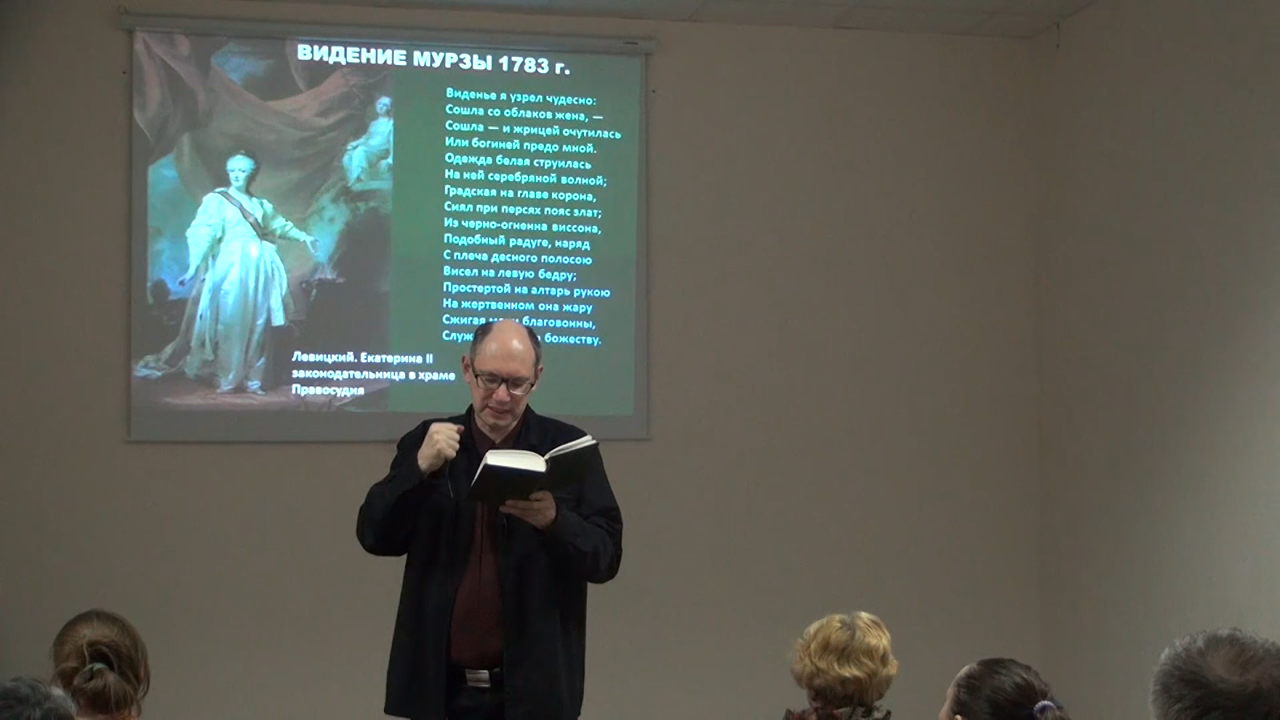 ВИДЕНИЕ МУРЗЫ 1783 г.
Виденье я узрел чудесно:
Сошла со облаков жена, —
Сошла — и жрицей очутилась
Или богиней предо мной.
Одежда белая струилась
На ней серебряной волной;
Градская на главе корона,
Сиял при персях пояс злат;
Из черно-огненна виссона,
Подобный радуге, наряд
С плеча десного полосою
Висел на левую бедру;
Простертой на алтарь рукою
На жертвенном она жару
Сжигая благовонны,
божеству.
Левицкий. Екатерина II
законодательница в храме
Правосудия